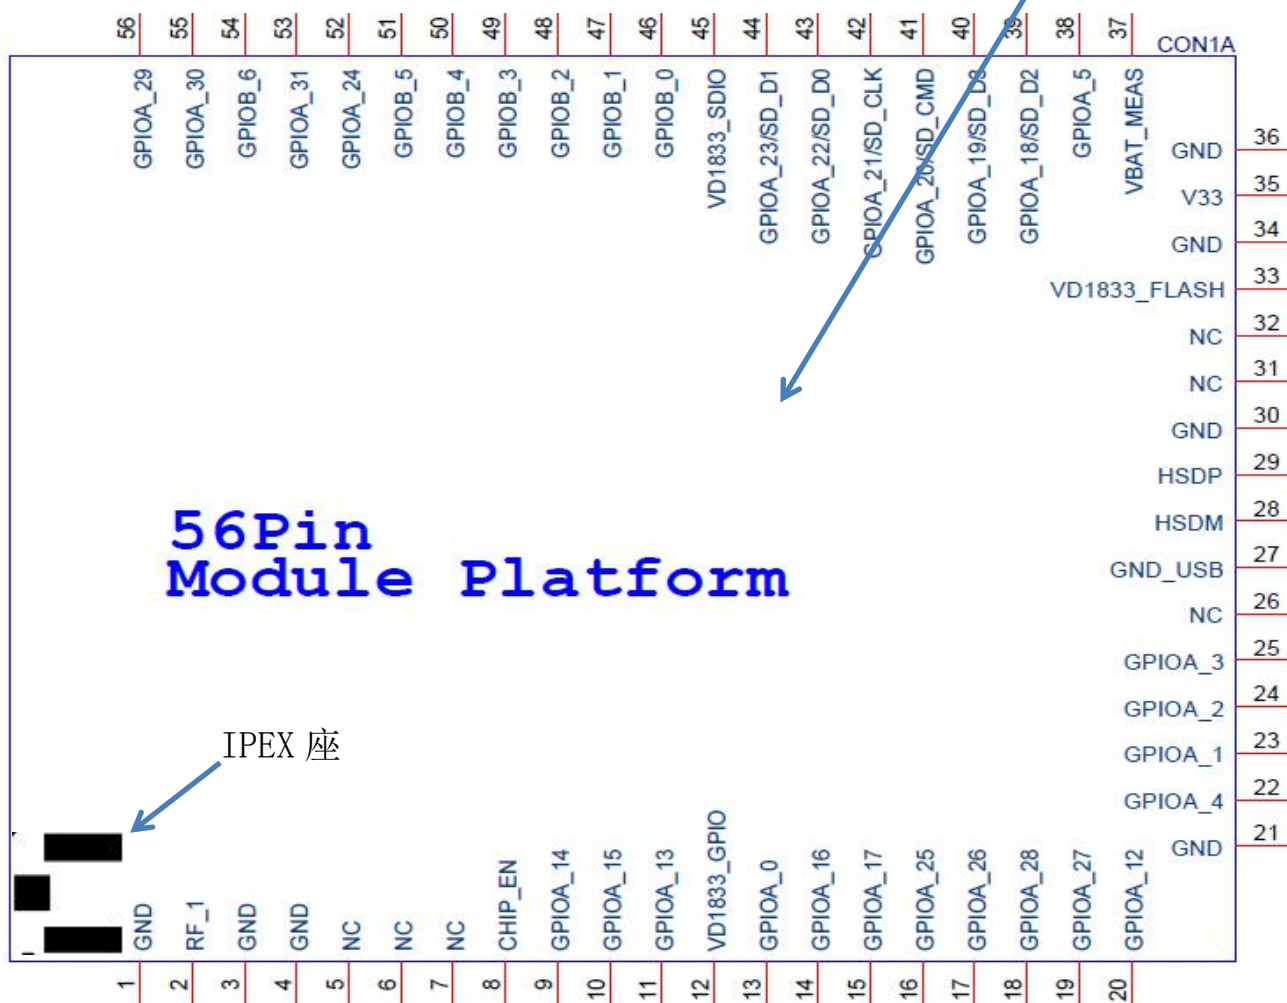 56
55
54
53
52
51
50
49
48
47
46
45
44
43
42
41
40
39
38
37
CON1A
GPIOA_29
GPIOA_30
GPIOB_6
GPIOA_31
GPIOA_24
GPIOB_5
GPIOB_4
GPIOB_3
GPIOB_2
GPIOB_1
GPIOB_0
VD1833_SDIO
GPIOA_23/SD_D1
GPIOA_22/SD_D0
GPIOA_21/SD_CLK
GPIOA_20/SD_CMD
GPIOA_19/SD_D3
GPIOA_18/SD_D2
GPIOA_5
VBAT_MEAS
GND 36
V33 35
GND 34
VD1833_FLASH 33
NC 32
NC 31
GND 30
HSDP 29
HSDM 28
GND_USB 27
NC 26
GPIOA_3 25
GPIOA_2 24
GPIOA_1 23
GPIOA_4 22
GND 21
56Pin
Module Platform
IPEX 座
GND
RF_1
GND
GND
NC
NC
NC
CHIP_EN
GPIOA_14
GPIOA_15
GPIOA_13
VD1833_GPIO
GPIOA_0
GPIOA_16
GPIOA_17
GPIOA_25
GPIOA_26
GPIOA_28
GPIOA_27
GPIOA_12
1
2
3
4
5
6
7
8
9
10
11
12
13
14
15
16
17
18
19
20